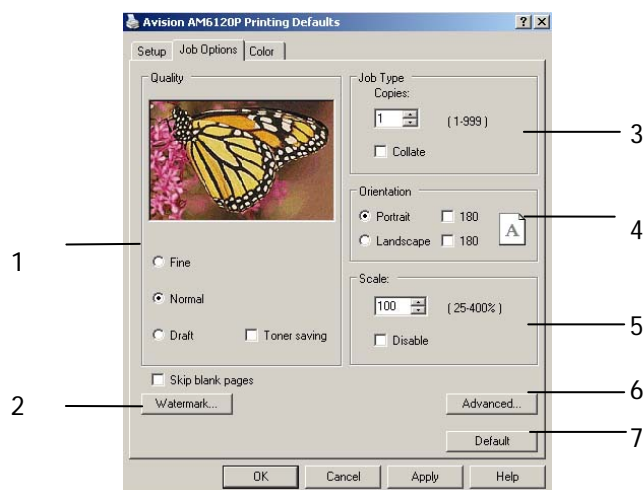 Avision AM6120P Printing Defaults
Setup Job Options Color
Quality
Fine
Normal
Draft Toner saving
Job Type
Copies:
1 (1-999)
Collate
Orientation
Portrait 180
Landscape 180
A
Scale:
100 (25-400%)
Disable
Skip blank pages
Watermark...
Advanced...
Default
OK Cancel Apply Help
1
2
3
4
5
6
7